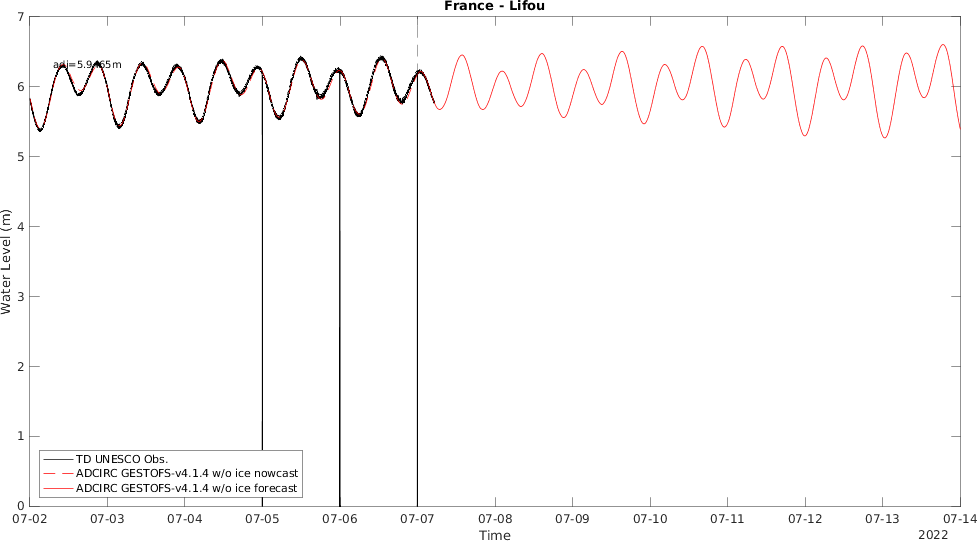 France - Lifou
7
6
5
4
3
2
1
0
Water Level (m)
TD UNESCO Obs.
ADCIRC GESTOFS-v4.1.4 w/o ice nowcast
ADCIRC GESTOFS-v4.1.4 w/o ice forecast
07-02 07-03 07-04 07-05 07-06 07-07 07-08 07-09 07-10 07-11 07-12 07-13 07-14
Time
2022